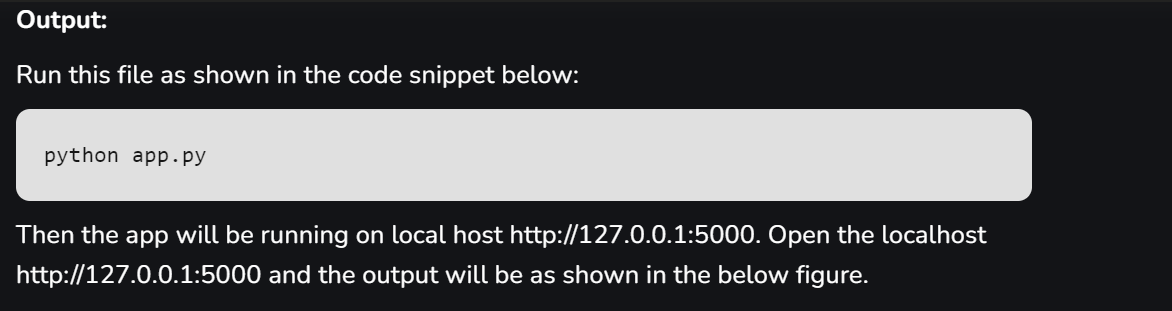 Output:
Run this file as shown in the code snippet below:
python app.py
Then the app will be running on local host http://127.0.0.1:5000. Open the localhost
http://127.0.0.1:5000 and the output will be as shown in the below figure.